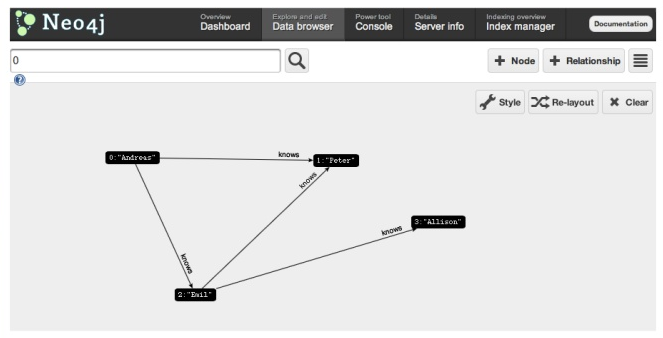 Neo4j
Overview Explore and edit Power tool Details Indexing overview
Dashboard Data browser Console Server info Index manager Documentation
0
+ Node + Relationship
?
Style Re-layout Clear
knows
0:"Andreas" 1:"Peter"
knows
3:"Allison"
knows
knows
2:"Emil"